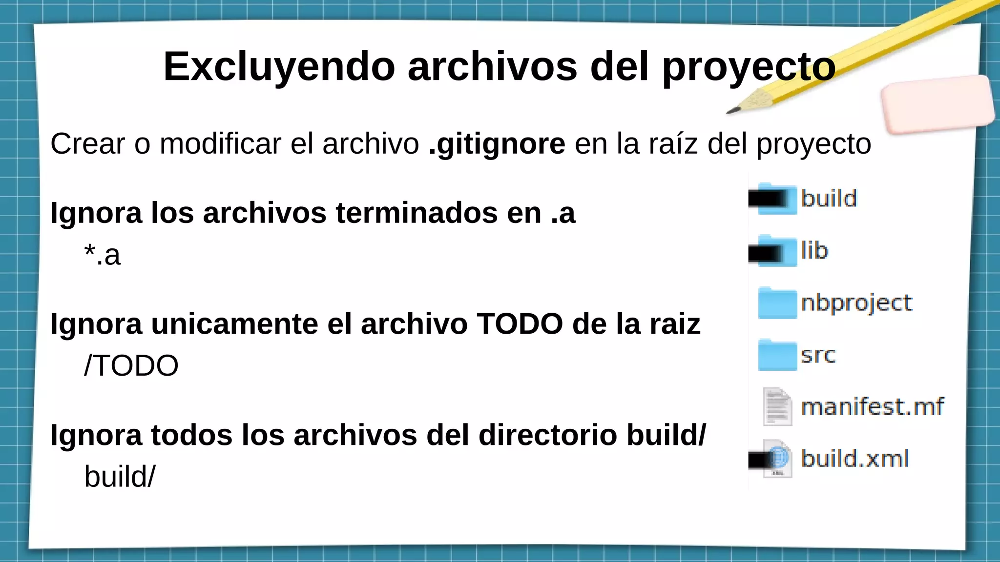 Excluyendo archivos del proyecto
Crear o modificar el archivo .gitignore en la raíz del proyecto
Ignora los archivos terminados en .a
*.a
Ignora unicamente el archivo TODO de la raiz
/TODO
Ignora todos los archivos del directorio build/
build/
build
lib
nbproject
src
manifest.mf
build.xml